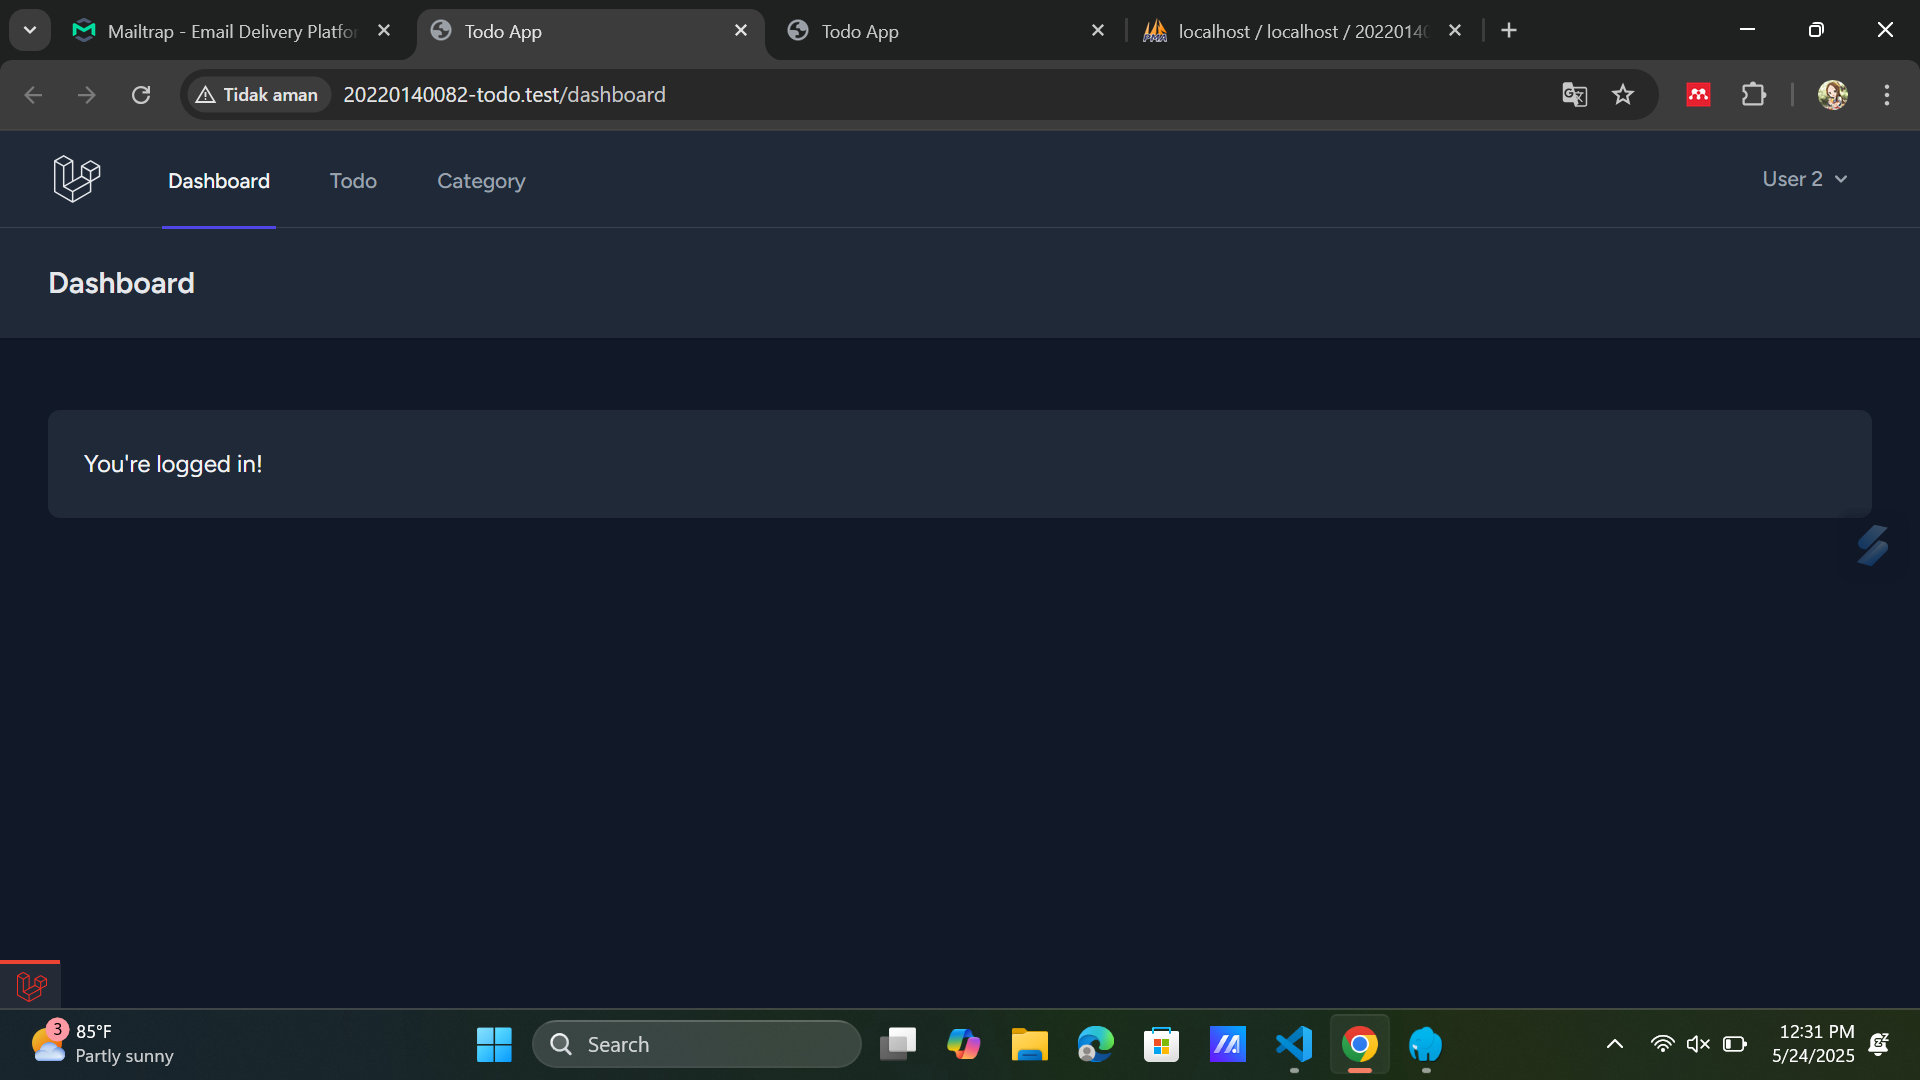 Mailtrap - Email Delivery Platfor
Todo App
Todo App
localhost / localhost / 20220140
Tidak aman
20220140082-todo.test/dashboard
Dashboard
Todo
Category
User 2
Dashboard
You're logged in!
3
85°F
Partly sunny
Search
12:31 PM
5/24/2025